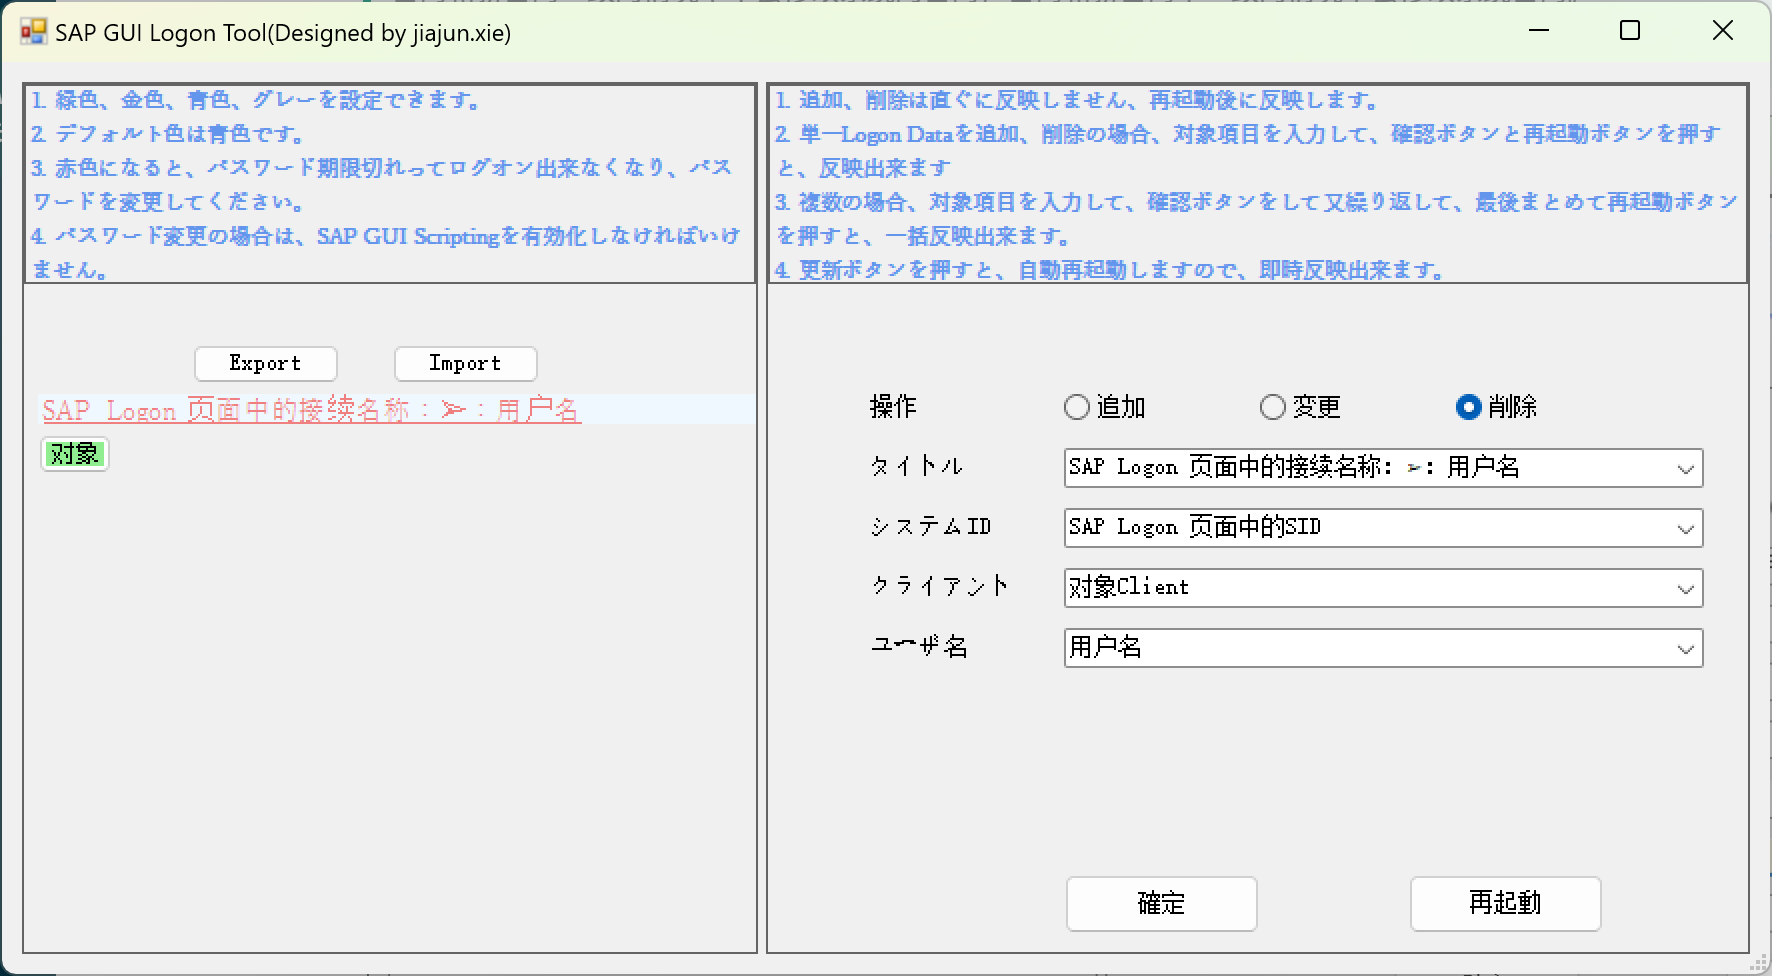 SAP GUI Logon Tool(Designed by jiajun.xie)
1. 緑色、金色、青色、グレーを設定できます。
2. デフォルト色は青色です。
3. 赤色になると、パスワード期限切れってログオン出来なくなり、パス
ワードを変更してください。
4. パスワード変更の場合は、SAP GUI Scriptingを有効化しなければいけ
ません。
Export Import
SAP Logon 页面中的接续名称：➢：用户名
对象
1. 追加、削除は直ぐに反映しません、再起動後に反映します。
2. 単一Logon Dataを追加、削除の場合、対象項目を入力して、確認ボタンと再起動ボタンを押す
と、反映出来ます
3. 複数の場合、対象項目を入力して、確認ボタンをして又繰り返して、最後まとめて再起動ボタン
を押すと、一括反映出来ます。
4. 更新ボタンを押すと、自動再起動しますので、即時反映出来ます。
操作 追加 変更 削除
タイトル SAP Logon 页面中的接续名称：➢：用户名
システムID SAP Logon 页面中的SID
クライアント 对象Client
ユーザ名 用户名
確定 再起動